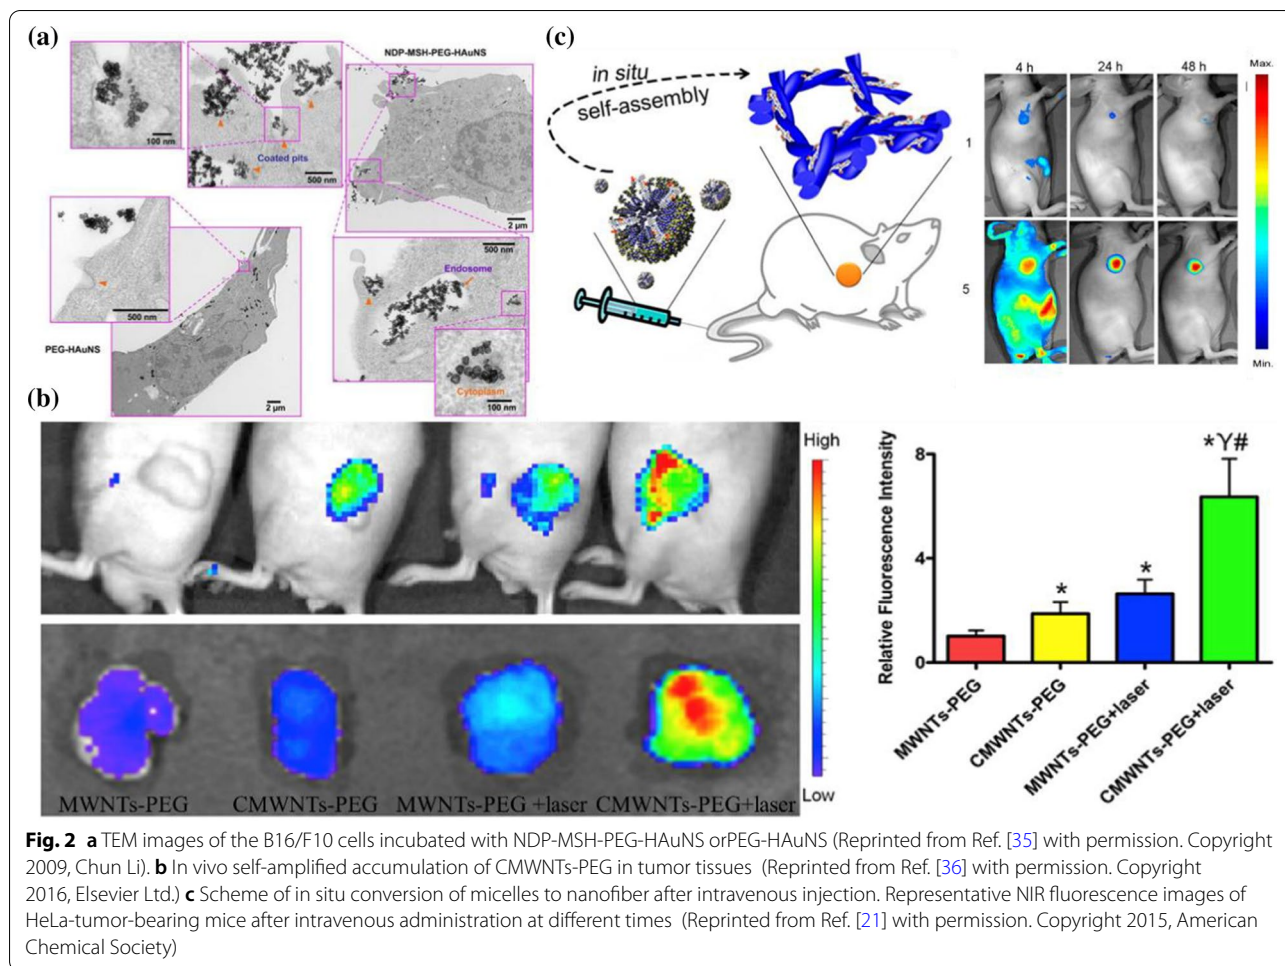 (a)
NDP-MSH-PEG-HAuNS
100 nm
Coated pits
500 nm
2 µm
500 nm
PEG-HAuNS
2 µm
500 nm
Endosome
Cytoplasm
100 nm
(c)
in situ
self-assembly
4 h 24 h 48 h
1
5
Max.
Min.
(b)
High
Low
MWNTs-PEG CMWNTs-PEG MWNTs-PEG +laser CMWNTs-PEG+laser
Relative Fluorescence Intensity
8
4
0
*
*
*Y#
MWNTs-PEG
CMWNTs-PEG
MWNTs-PEG+laser
CMWNTs-PEG+laser
Fig. 2 a TEM images of the B16/F10 cells incubated with NDP-MSH-PEG-HAuNS orPEG-HAuNS (Reprinted from Ref. [35] with permission. Copyright
2009, Chun Li). b In vivo self-amplified accumulation of CMWNTs-PEG in tumor tissues (Reprinted from Ref. [36] with permission. Copyright
2016, Elsevier Ltd.) c Scheme of in situ conversion of micelles to nanofiber after intravenous injection. Representative NIR fluorescence images of
HeLa-tumor-bearing mice after intravenous administration at different times (Reprinted from Ref. [21] with permission. Copyright 2015, American
Chemical Society)